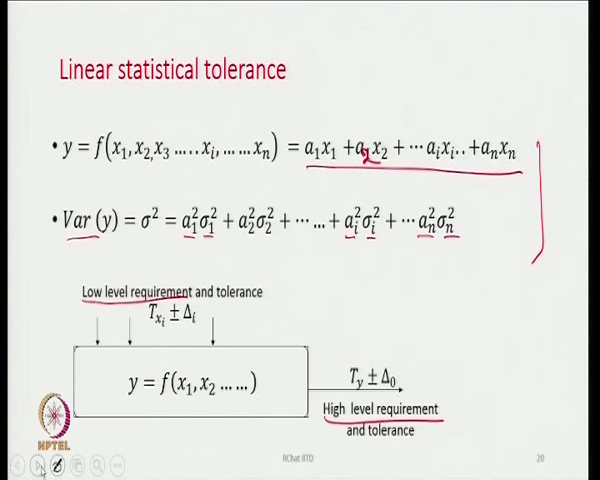 Linear statistical tolerance
• y = f(x₁, x₂, x₃ ..... xᵢ, ...... xₙ) = a₁x₁ + a₂x₂ + ⋯ aᵢxᵢ.. + aₙxₙ
• Var (y) = σ² = a₁²σ₁² + a₂²σ₂² + ⋯ ... + aᵢ²σᵢ² + ⋯ aₙ²σₙ²
Low level requirement and tolerance
Tₓᵢ ± Δᵢ
y = f(x₁, x₂ ......)
T_y ± Δ₀
High level requirement
and tolerance
NPTEL
RChat IITD
20